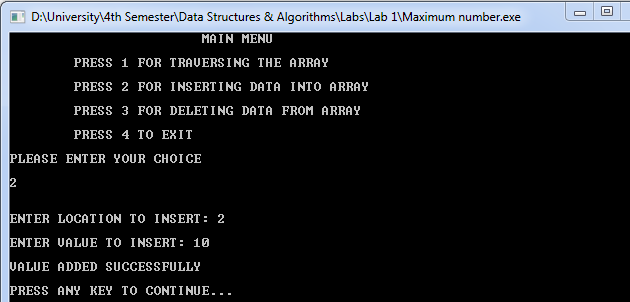 D:\University\4th Semester\Data Structures & Algorithms\Labs\Lab 1\Maximum number.exe
MAIN MENU
PRESS 1 FOR TRAVERSING THE ARRAY
PRESS 2 FOR INSERTING DATA INTO ARRAY
PRESS 3 FOR DELETING DATA FROM ARRAY
PRESS 4 TO EXIT
PLEASE ENTER YOUR CHOICE
2
ENTER LOCATION TO INSERT: 2
ENTER VALUE TO INSERT: 10
VALUE ADDED SUCCESSFULLY
PRESS ANY KEY TO CONTINUE...